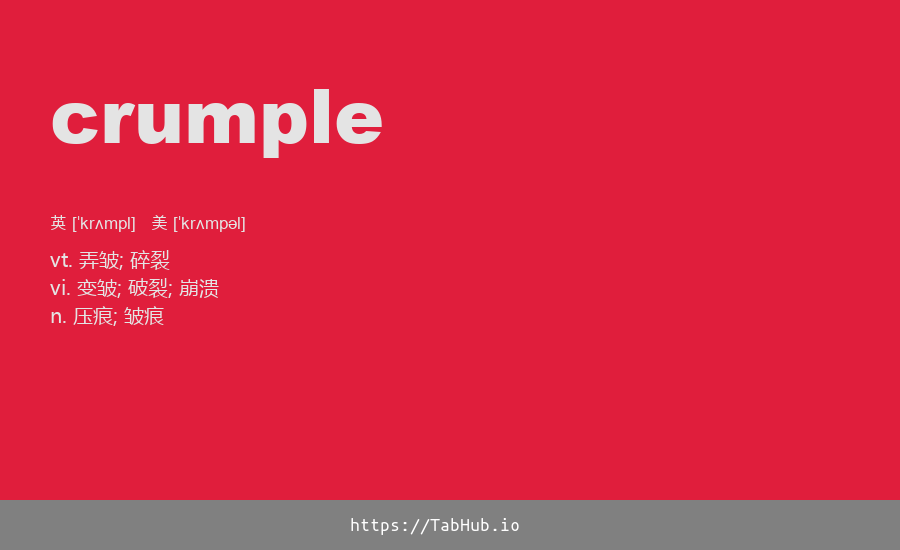 crumple
英 [ˈkrʌmpl] 美 [ˈkrʌmpəl]
vt. 弄皱; 碎裂
vi. 变皱; 破裂; 崩溃
n. 压痕; 皱痕
https://TabHub.io